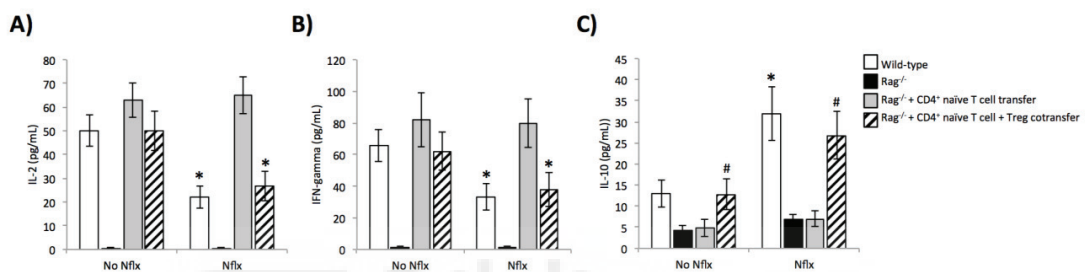 A)
IL-2 (pg/mL)
80
70
60
50
40
30
20
10
0
*
*
No Nflx
Nflx
B)
IFN-gamma (pg/mL)
120
100
80
60
40
20
0
*
*
No Nflx
Nflx
C)
IL-10 (pg/mL))
45
40
35
30
25
20
15
10
5
0
#
*
#
No Nflx
Nflx
Wild-type
Rag-/-
Rag-/- + CD4+ naïve T cell transfer
Rag-/- + CD4+ naïve T cell + Treg cotransfer